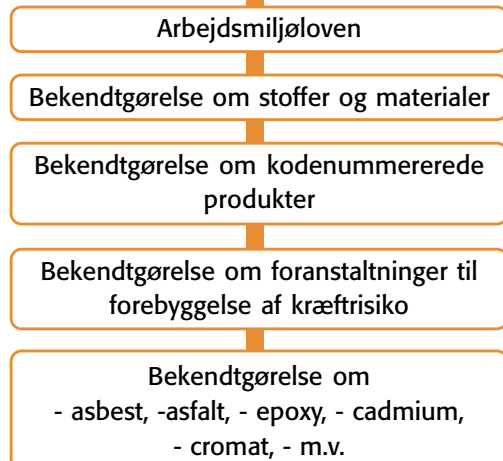 Arbejdsmiljøloven
Bekendtgørelse om stoffer og materialer
Bekendtgørelse om kodenummererede
produkter
Bekendtgørelse om foranstaltninger til
forebyggelse af kræftrisiko
Bekendtgørelse om
- asbest, -asfalt, - epoxy, - cadmium,
- cromat, - m.v.